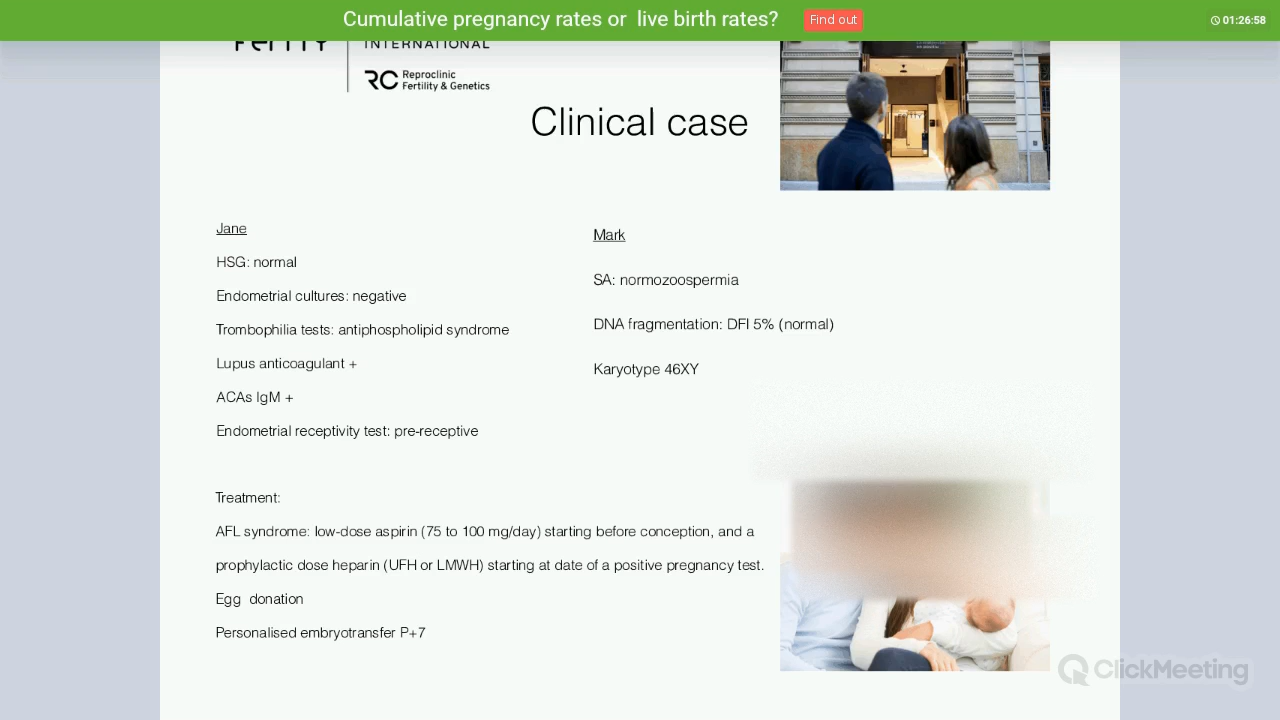 Cumulative pregnancy rates or live birth rates?
Find out
01:26:58
INTERNATIONAL
RC Reproclinic
Fertility & Genetics
Clinical case
Jane
HSG: normal
Endometrial cultures: negative
Trombophilia tests: antiphospholipid syndrome
Lupus anticoagulant +
ACAs IgM +
Endometrial receptivity test: pre-receptive
Mark
SA: normozoospermia
DNA fragmentation: DFI 5% (normal)
Karyotype 46XY
Treatment:
AFL syndrome: low-dose aspirin (75 to 100 mg/day) starting before conception, and a
prophylactic dose heparin (UFH or LMWH) starting at date of a positive pregnancy test.
Egg donation
Personalised embryotransfer P+7
ClickMeeting